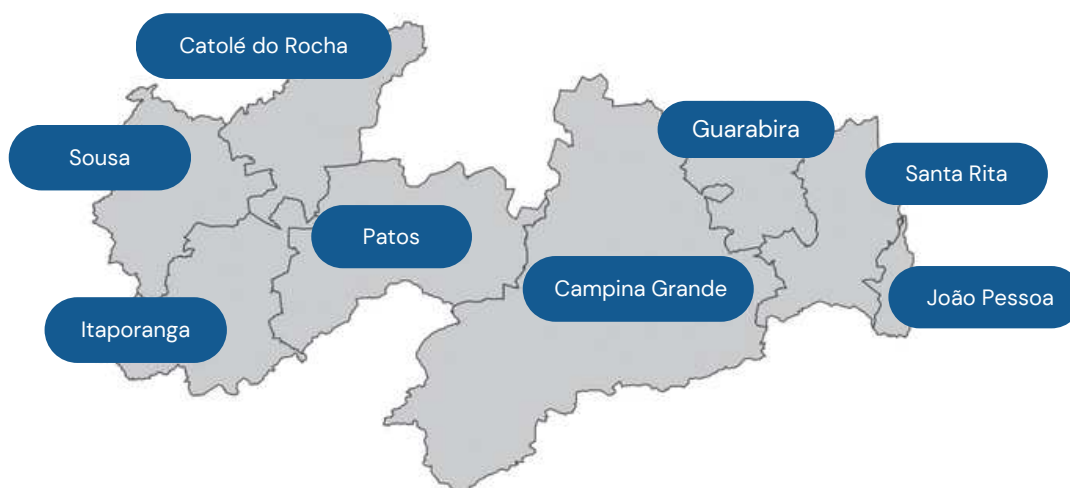 Catolé do Rocha
Guarabira
Sousa
Santa Rita
Patos
Campina Grande
João Pessoa
Itaporanga